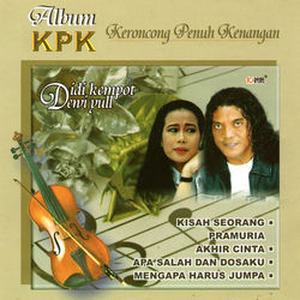 Album
KPK
Keroncong Penuh Kenangan
Didi kempot
Dewi yull
KISAH SEORANG •
PRAMURIA
AKHIR CINTA •
APA SALAH DAN DOSAKU •
MENGAPA HARUS JUMPA •